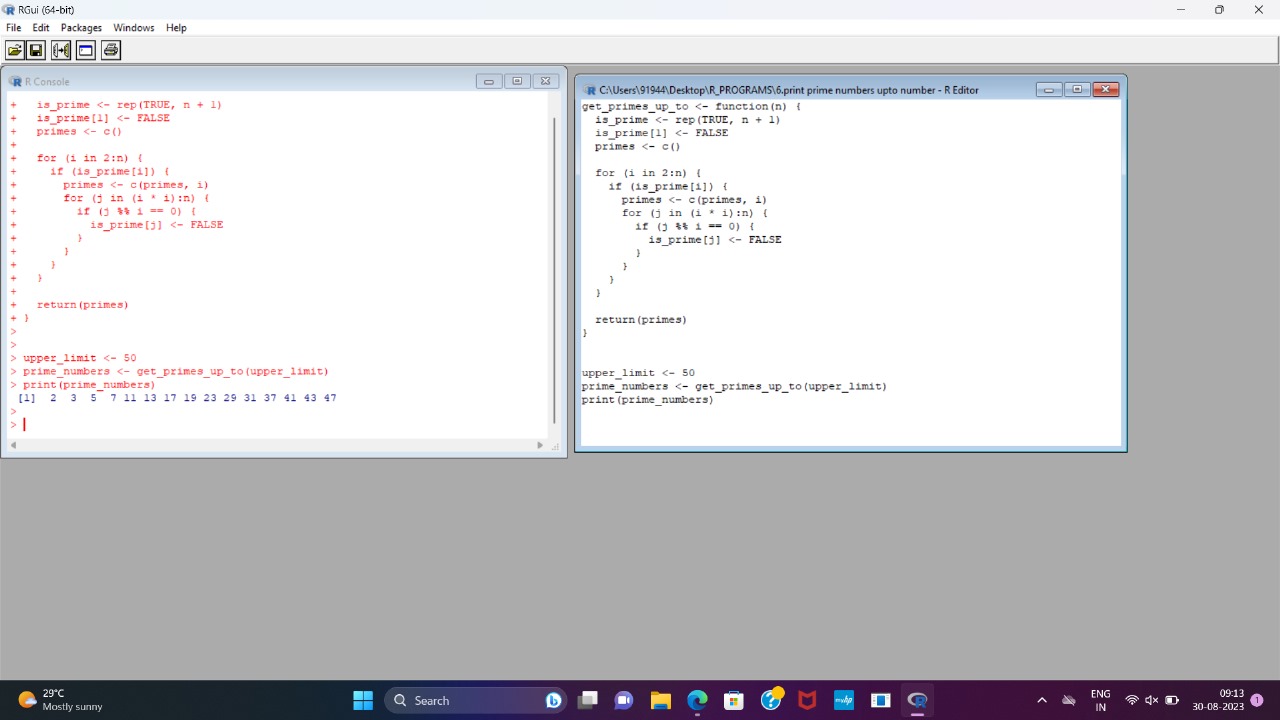 RGui (64-bit)
File Edit Packages Windows Help
R Console
+   is_prime <- rep(TRUE, n + 1)
+   is_prime[1] <- FALSE
+   primes <- c()
+
+   for (i in 2:n) {
+     if (is_prime[i]) {
+       primes <- c(primes, i)
+       for (j in (i * i):n) {
+         if (j %% i == 0) {
+           is_prime[j] <- FALSE
+         }
+       }
+     }
+   }
+
+   return(primes)
+ }
>
>
> upper_limit <- 50
> prime_numbers <- get_primes_up_to(upper_limit)
> print(prime_numbers)
[1]  2  3  5  7 11 13 17 19 23 29 31 37 41 43 47
>
>
C:\Users\91944\Desktop\R_PROGRAMS\6.print prime numbers upto number - R Editor
get_primes_up_to <- function(n) {
  is_prime <- rep(TRUE, n + 1)
  is_prime[1] <- FALSE
  primes <- c()

  for (i in 2:n) {
    if (is_prime[i]) {
      primes <- c(primes, i)
      for (j in (i * i):n) {
        if (j %% i == 0) {
          is_prime[j] <- FALSE
        }
      }
    }
  }

  return(primes)
}

upper_limit <- 50
prime_numbers <- get_primes_up_to(upper_limit)
print(prime_numbers)
29°C
Mostly sunny
Search
ENG
IN
09:13
30-08-2023
1